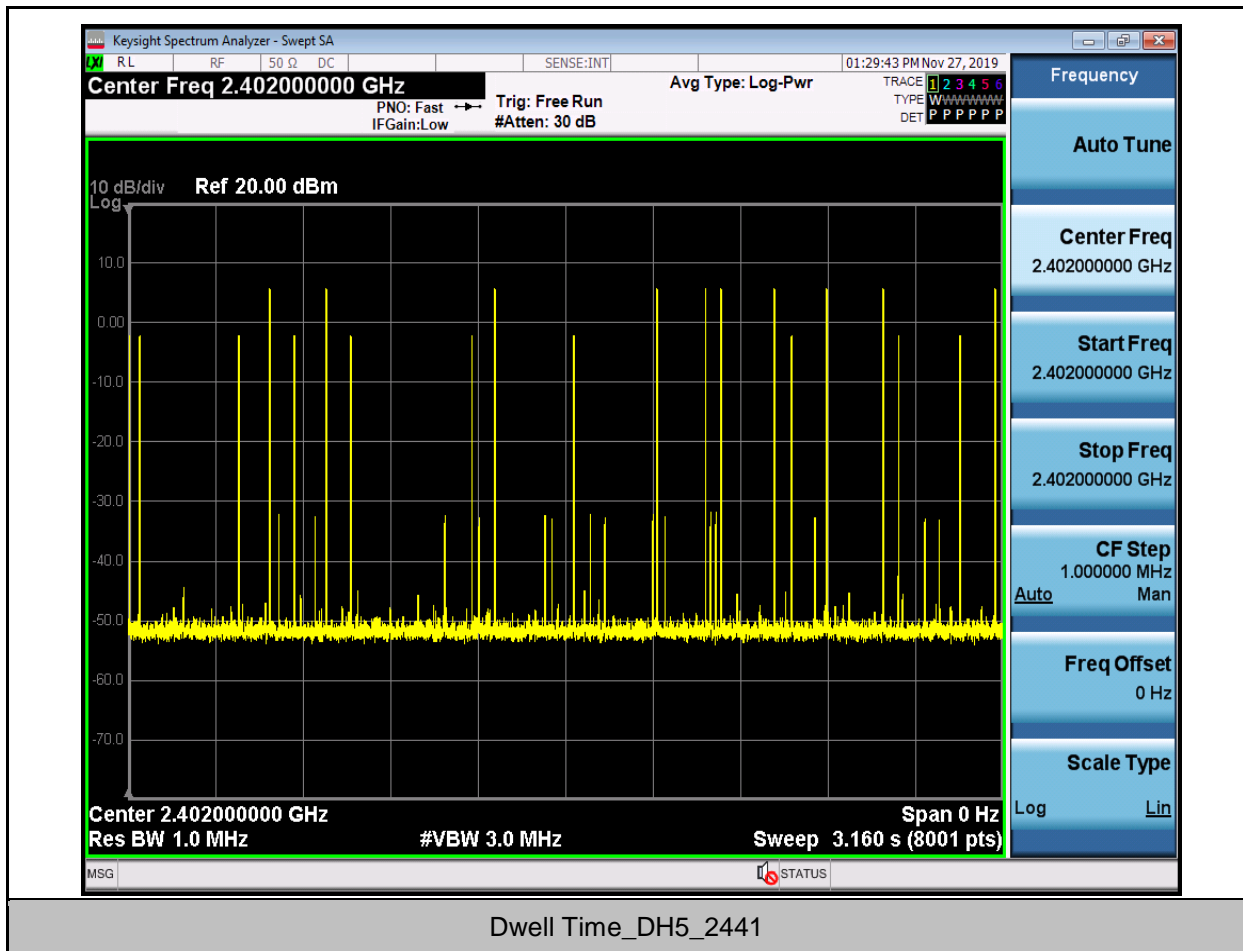 Keysight Spectrum Analyzer - Swept SA
LXI RL RF 50 Ω DC SENSE:INT 01:29:43 PM Nov 27, 2019
Center Freq 2.402000000 GHz
PNO: Fast
IFGain:Low
Trig: Free Run
#Atten: 30 dB
Avg Type: Log-Pwr
TRACE 1 2 3 4 5 6
TYPE WWWWWW
DET P P P P P P
10 dB/div
Log
Ref 20.00 dBm
10.0
0.00
-10.0
-20.0
-30.0
-40.0
-50.0
-60.0
-70.0
Center 2.402000000 GHz
Span 0 Hz
Res BW 1.0 MHz
#VBW 3.0 MHz
Sweep 3.160 s (8001 pts)
MSG
STATUS
Frequency
Auto Tune
Center Freq
2.402000000 GHz
Start Freq
2.402000000 GHz
Stop Freq
2.402000000 GHz
CF Step
1.000000 MHz
Auto Man
Freq Offset
0 Hz
Scale Type
Log Lin
Dwell Time_DH5_2441